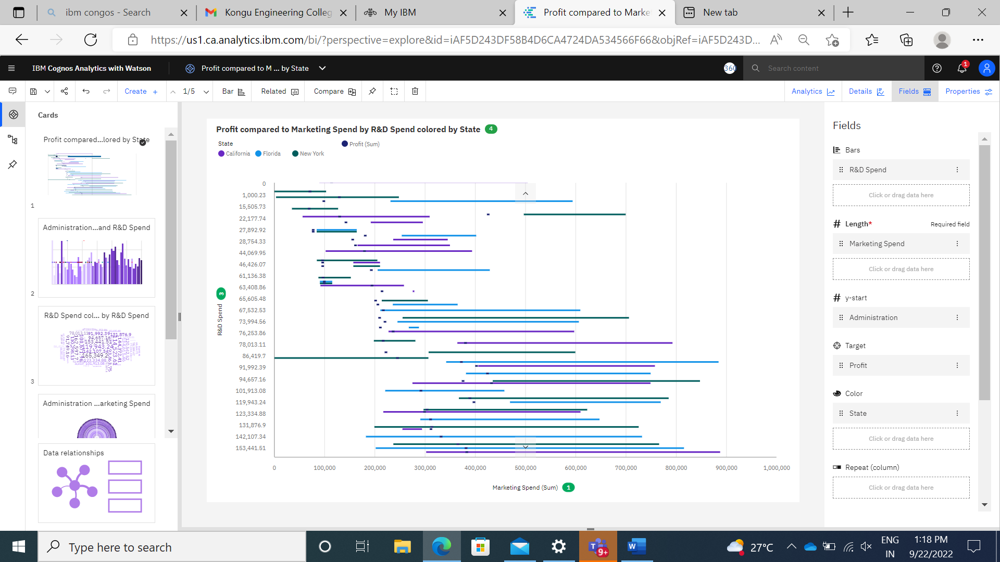 ibm congos - Search
Kongu Engineering Colleg
My IBM
Profit compared to Marke
New tab
https://us1.ca.analytics.ibm.com/bi/?perspective=explore&id=iAF5D243DF58B4D6CA4724DA534566F66&objRef=iAF5D243D...
IBM Cognos Analytics with Watson
Profit compared to M ... by State
360
Search content
1
Create +
1/5
Bar
Related
Compare
Analytics
Details
Fields
Properties
Cards
Profit compared...lored by State
1
Administration...and R&D Spend
2
R&D Spend col... by R&D Spend
3
Administration ...arketing Spend
Data relationships
Profit compared to Marketing Spend by R&D Spend colored by State 4
State
California
Florida
New York
Profit (Sum)
R&D Spend 3
0
1,000.23
15,505.73
22,177.74
27,892.92
28,754.33
44,069.95
46,426.07
61,136.38
63,408.86
65,605.48
67,532.53
73,994.56
76,253.86
78,013.11
86,419.7
91,992.39
94,657.16
101,913.08
119,943.24
123,334.88
131,876.9
142,107.34
153,441.51
0 100,000 200,000 300,000 400,000 500,000 600,000 700,000 800,000 900,000 1,000,000
Marketing Spend (Sum) 1
Fields
Bars
R&D Spend
Click or drag data here
Length* Required field
Marketing Spend
Click or drag data here
y-start
Administration
Target
Profit
Color
State
Click or drag data here
Repeat (column)
Click or drag data here
Type here to search
9+
27°C
ENG
IN
1:18 PM
9/22/2022